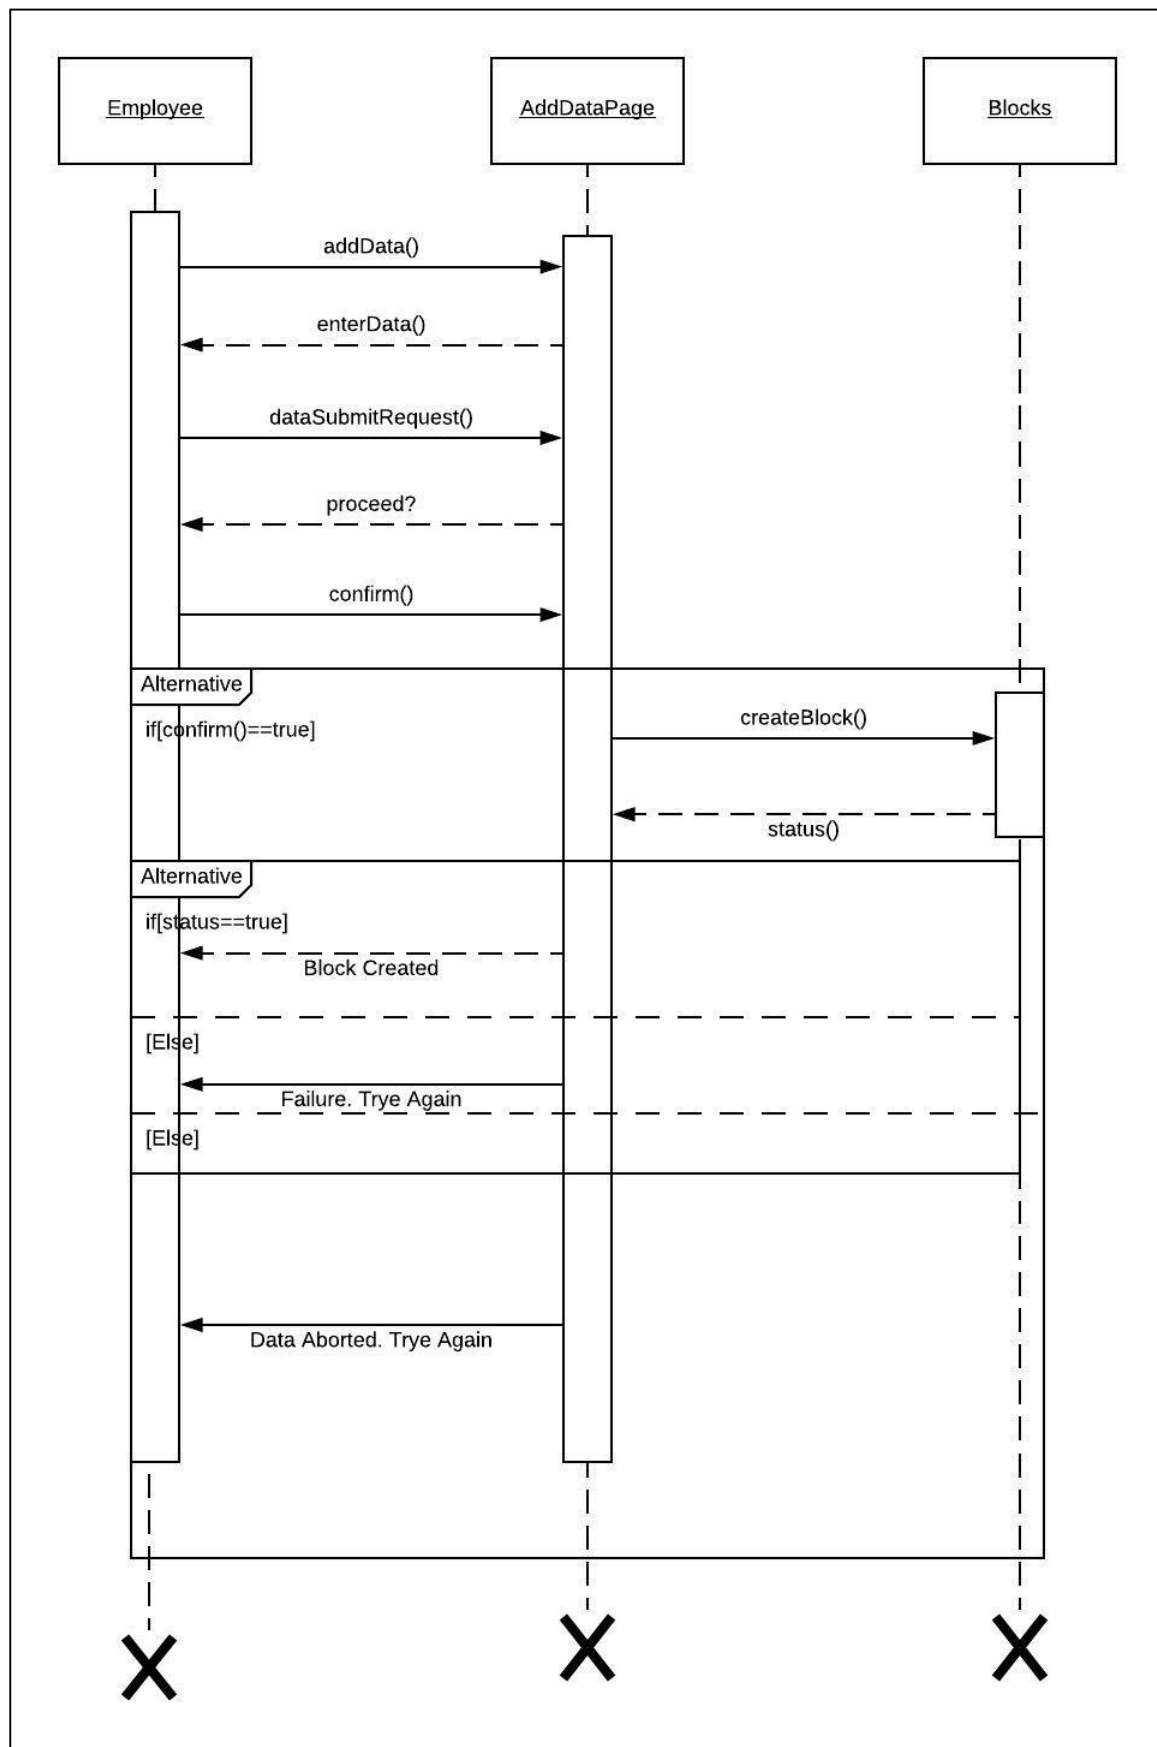 Employee
AddDataPage
Blocks
addData()
enterData()
dataSubmitRequest()
proceed?
confirm()
Alternative
if[confirm()==true]
createBlock()
status()
Alternative
if[status==true]
Block Created
[Else]
Failure. Trye Again
[Else]
Data Aborted. Trye Again